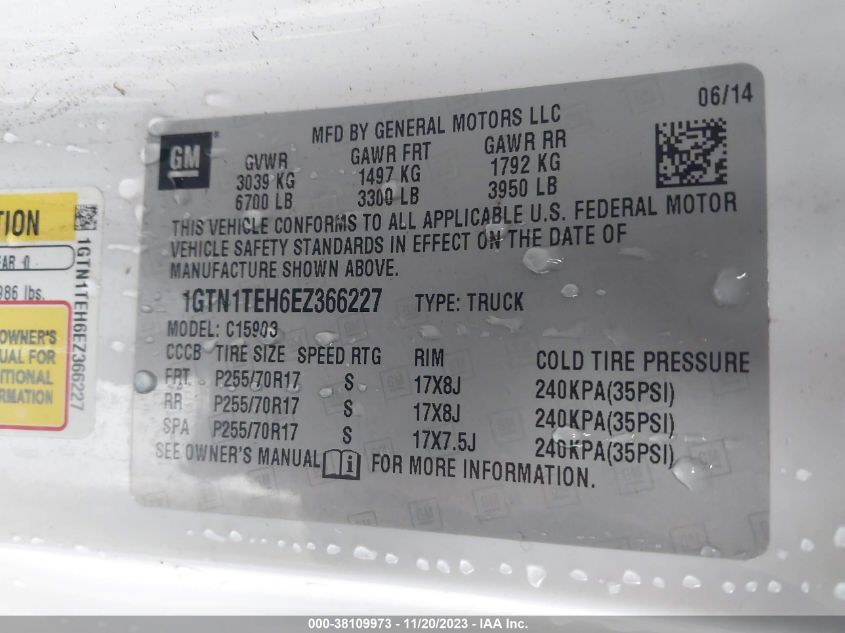 06/14
GM
MFD BY GENERAL MOTORS LLC
GVWR GAWR FRT GAWR RR
3039 KG 1497 KG 1792 KG
6700 LB 3300 LB 3950 LB
THIS VEHICLE CONFORMS TO ALL APPLICABLE U.S. FEDERAL MOTOR
VEHICLE SAFETY STANDARDS IN EFFECT ON THE DATE OF
MANUFACTURE SHOWN ABOVE.
1GTN1TEH6EZ366227 TYPE: TRUCK
MODEL: C15903
CCCB TIRE SIZE SPEED RTG RIM COLD TIRE PRESSURE
FRT P255/70R17 S 17X8J 240KPA(35PSI)
RR P255/70R17 S 17X8J 240KPA(35PSI)
SPA P255/70R17 S 17X7.5J 240KPA(35PSI)
SEE OWNER'S MANUAL i FOR MORE INFORMATION.
TION
EAR 0
986 lbs.
OWNER'S
UAL FOR
DITIONAL
RMATION
1GTN1TEH6EZ366227
000-38109973 - 11/20/2023 - IAA Inc.